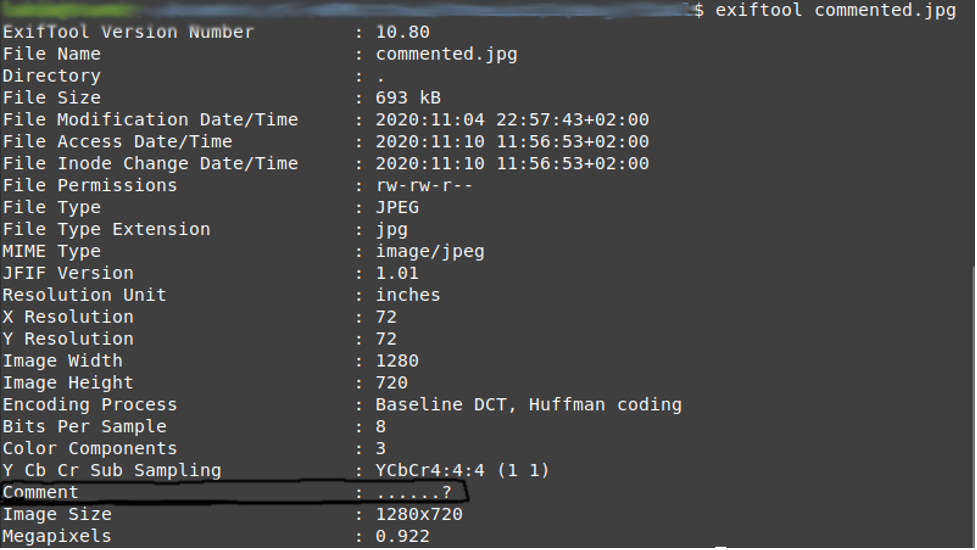 $ exiftool commented.jpg
ExifTool Version Number : 10.80
File Name : commented.jpg
Directory : .
File Size : 693 kB
File Modification Date/Time : 2020:11:04 22:57:43+02:00
File Access Date/Time : 2020:11:10 11:56:53+02:00
File Inode Change Date/Time : 2020:11:10 11:56:53+02:00
File Permissions : rw-rw-r--
File Type : JPEG
File Type Extension : jpg
MIME Type : image/jpeg
JFIF Version : 1.01
Resolution Unit : inches
X Resolution : 72
Y Resolution : 72
Image Width : 1280
Image Height : 720
Encoding Process : Baseline DCT, Huffman coding
Bits Per Sample : 8
Color Components : 3
Y Cb Cr Sub Sampling : YCbCr4:4:4 (1 1)
Comment : ......?
Image Size : 1280x720
Megapixels : 0.922